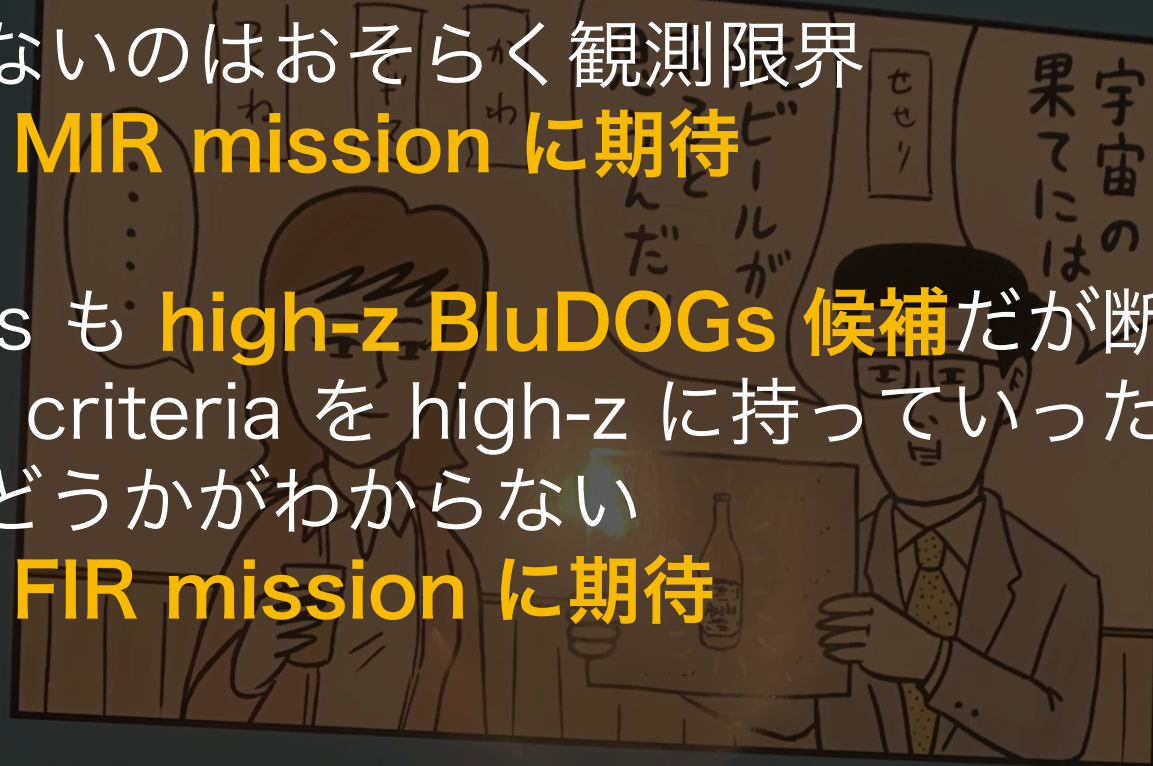 ないのはおそらく観測限界
MIR mission に期待
s も high-z BluDOGs 候補だが断
criteria を high-z に持っていった
どうかがわからない
FIR mission に期待
宇宙の
果てには
せせり
ビールが
んだ
かわ
Asahi